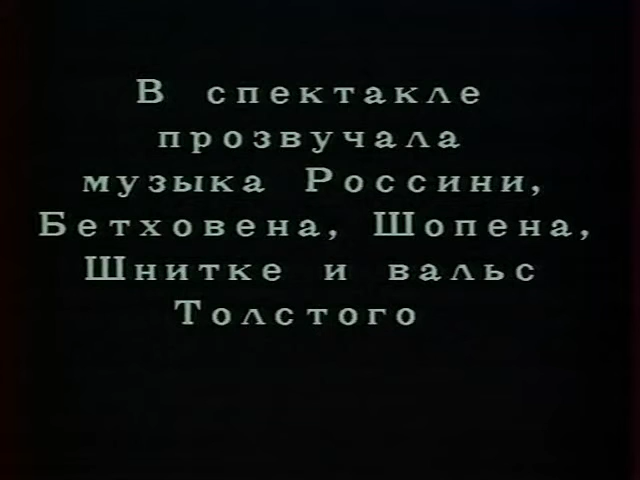 В спектакле
прозвучала
музыка Россини,
Бетховена, Шопена,
Шнитке и вальс
Толстого